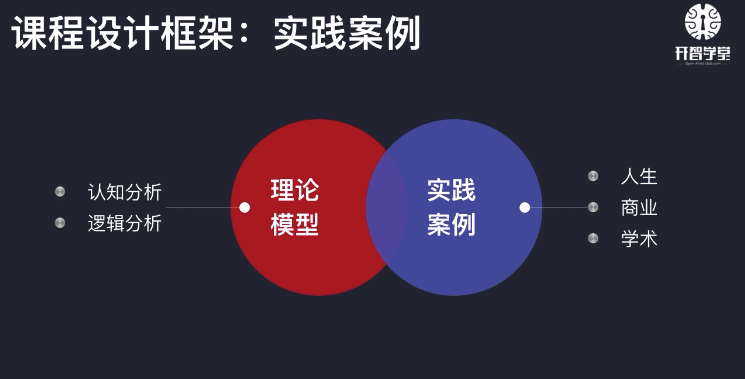 课程设计框架：实践案例
开智学堂
认知分析
逻辑分析
理论
模型
实践
案例
人生
商业
学术